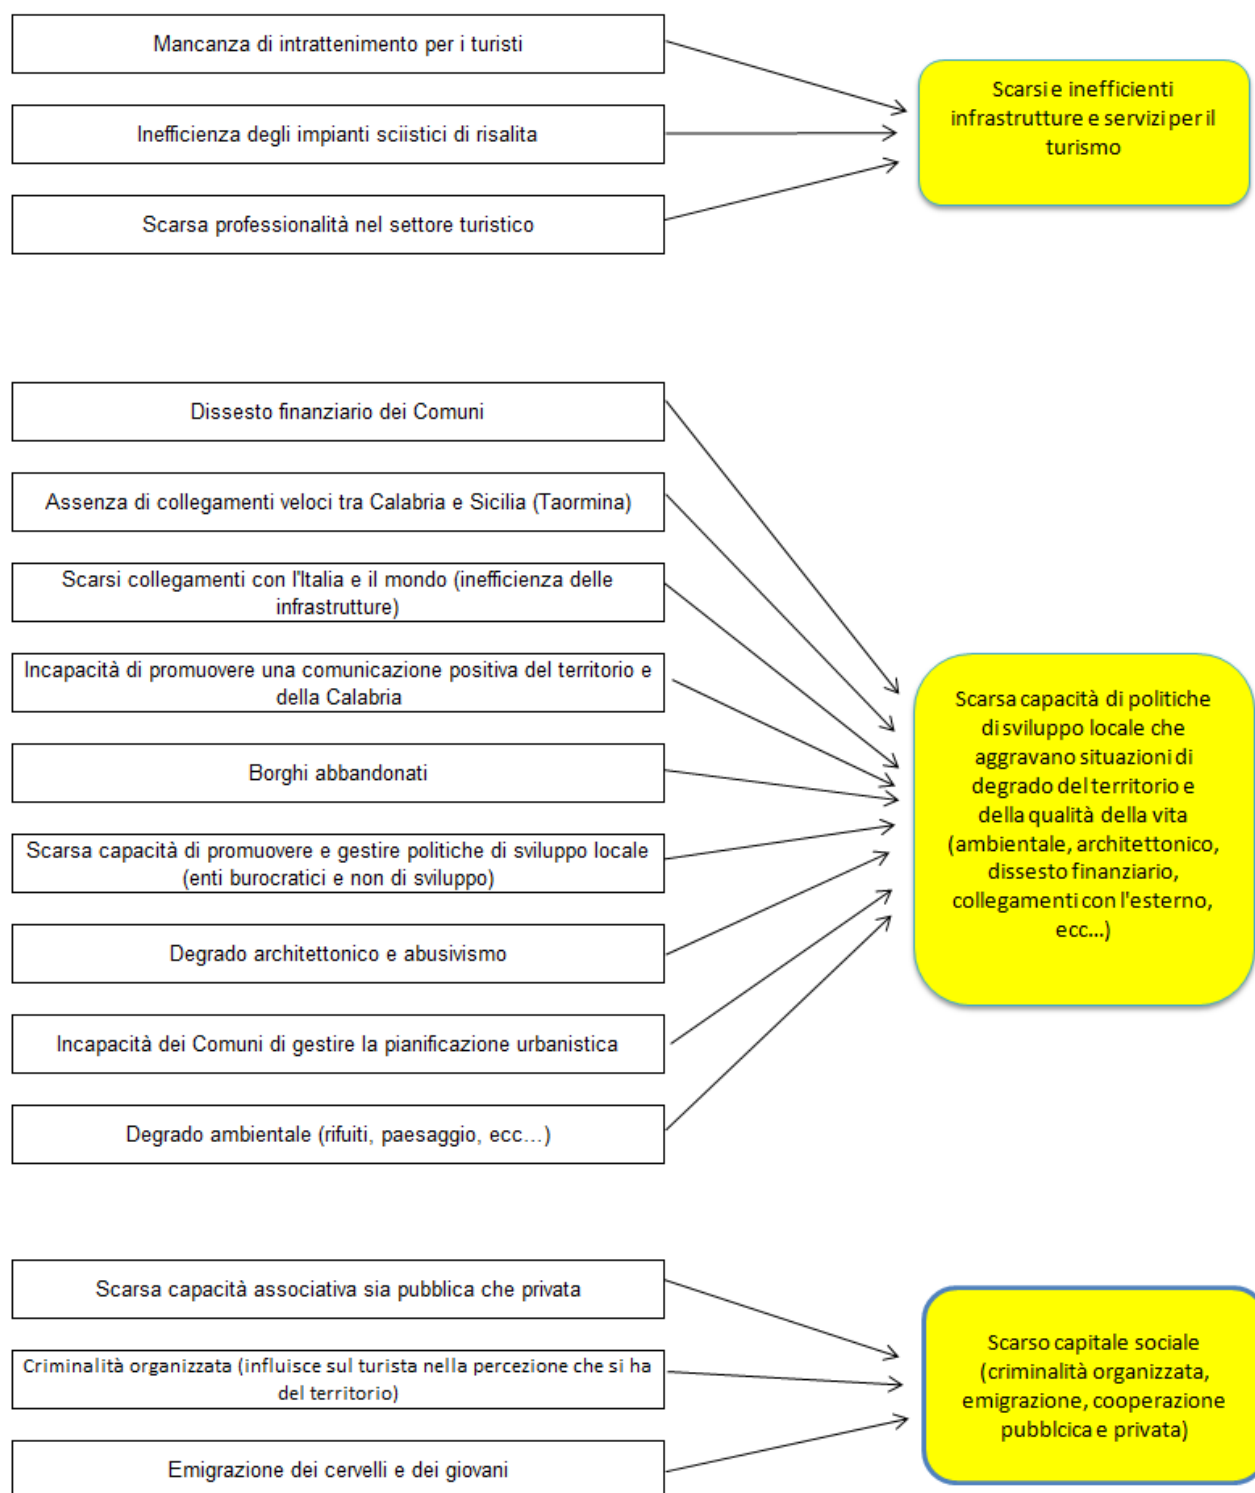 Mancanza di intrattenimento per i turisti
Inefficienza degli impianti sciistici di risalita
Scarsa professionalità nel settore turistico
Scarsi e inefficienti
infrastrutture e servizi per il
turismo
Dissesto finanziario dei Comuni
Assenza di collegamenti veloci tra Calabria e Sicilia (Taormina)
Scarsi collegamenti con l'Italia e il mondo (inefficienza delle
infrastrutture)
Incapacità di promuovere una comunicazione positiva del territorio e
della Calabria
Borghi abbandonati
Scarsa capacità di promuovere e gestire politiche di sviluppo locale
(enti burocratici e non di sviluppo)
Degrado architettonico e abusivismo
Incapacità dei Comuni di gestire la pianificazione urbanistica
Degrado ambientale (rifuiti, paesaggio, ecc...)
Scarsa capacità di politiche
di sviluppo locale che
aggravano situazioni di
degrado del territorio e
della qualità della vita
(ambientale, architettonico,
dissesto finanziario,
collegamenti con l'esterno,
ecc...)
Scarsa capacità associativa sia pubblica che privata
Criminalità organizzata (influisce sul turista nella percezione che si ha
del territorio)
Emigrazione dei cervelli e dei giovani
Scarso capitale sociale
(criminalità organizzata,
emigrazione, cooperazione
pubblcica e privata)